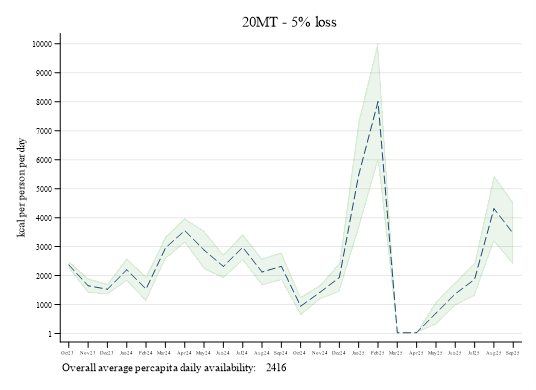 20MT - 5% loss
kcal per person per day
10000
9000
8000
7000
6000
5000
4000
3000
2000
1000
1
Oct23 Nov23 Dec23 Jan24 Feb24 Mar24 Apr24 May24 Jun24 Jul24 Aug24 Sep24 Oct24 Nov24 Dec24 Jan25 Feb25 Mar25 Apr25 May25 Jun25 Jul25 Aug25 Sep25
Overall average percapita daily availability: 2416